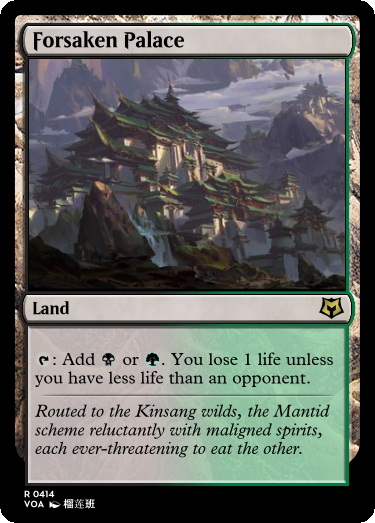 Forsaken Palace
Land
: Add or . You lose 1 life unless
you have less life than an opponent.
Routed to the Kinsang wilds, the Mantid
scheme reluctantly with maligned spirits,
each ever-threatening to eat the other.
R 0414
VOA 榴莲班